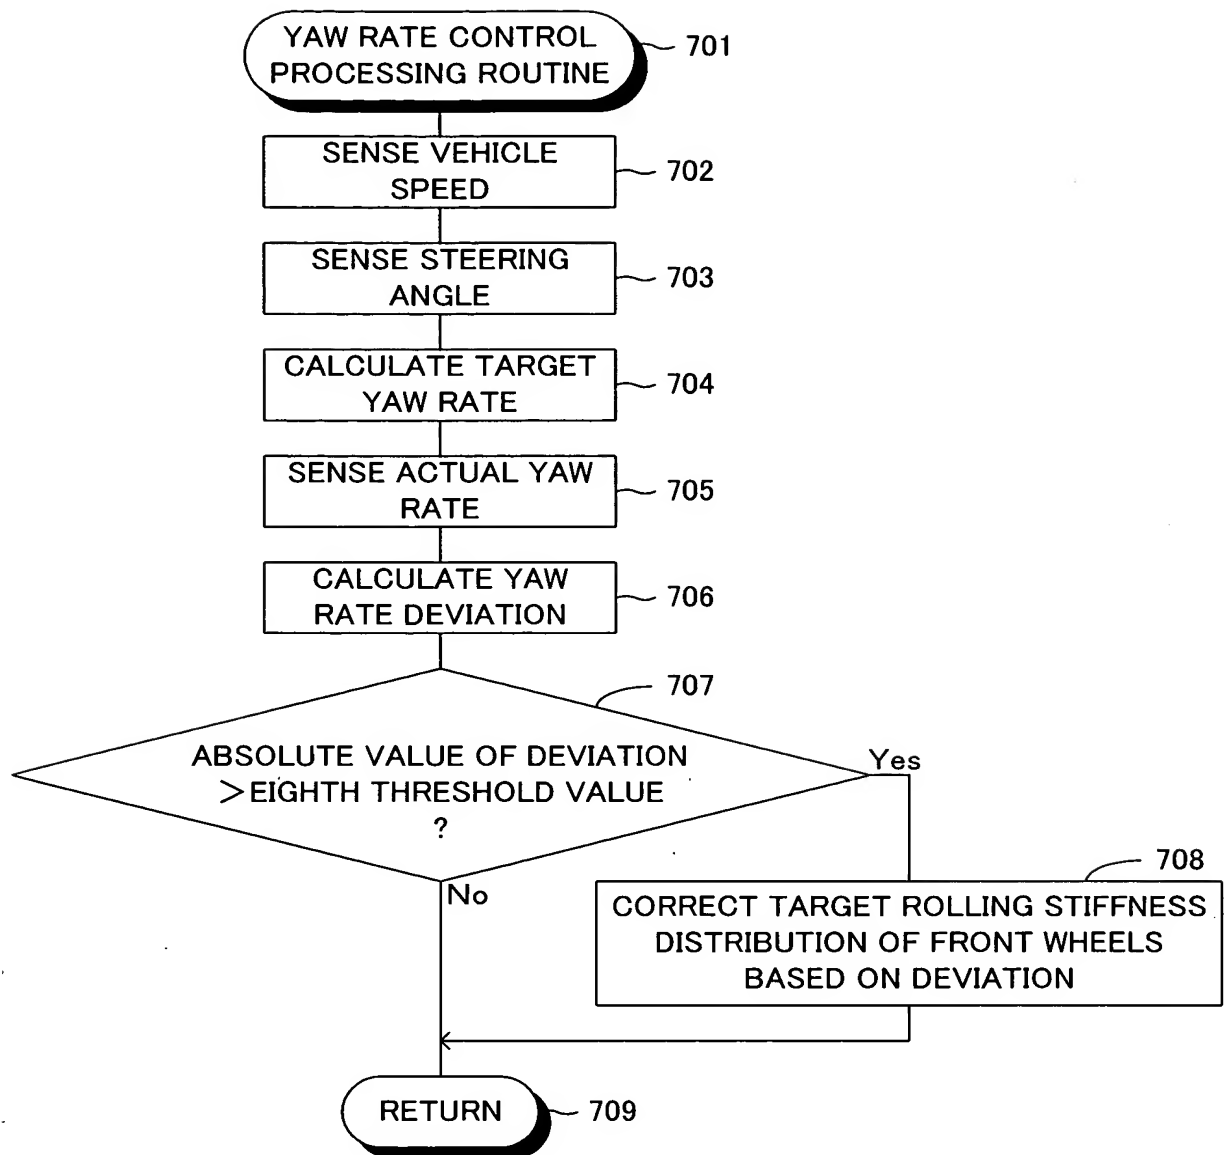 YAW RATE CONTROL
PROCESSING ROUTINE
701
SENSE VEHICLE
SPEED
702
SENSE STEERING
ANGLE
703
CALCULATE TARGET
YAW RATE
704
SENSE ACTUAL YAW
RATE
705
CALCULATE YAW
RATE DEVIATION
706
707
ABSOLUTE VALUE OF DEVIATION
>EIGHTH THRESHOLD VALUE
?
Yes
No
708
CORRECT TARGET ROLLING STIFFNESS
DISTRIBUTION OF FRONT WHEELS
BASED ON DEVIATION
RETURN
709